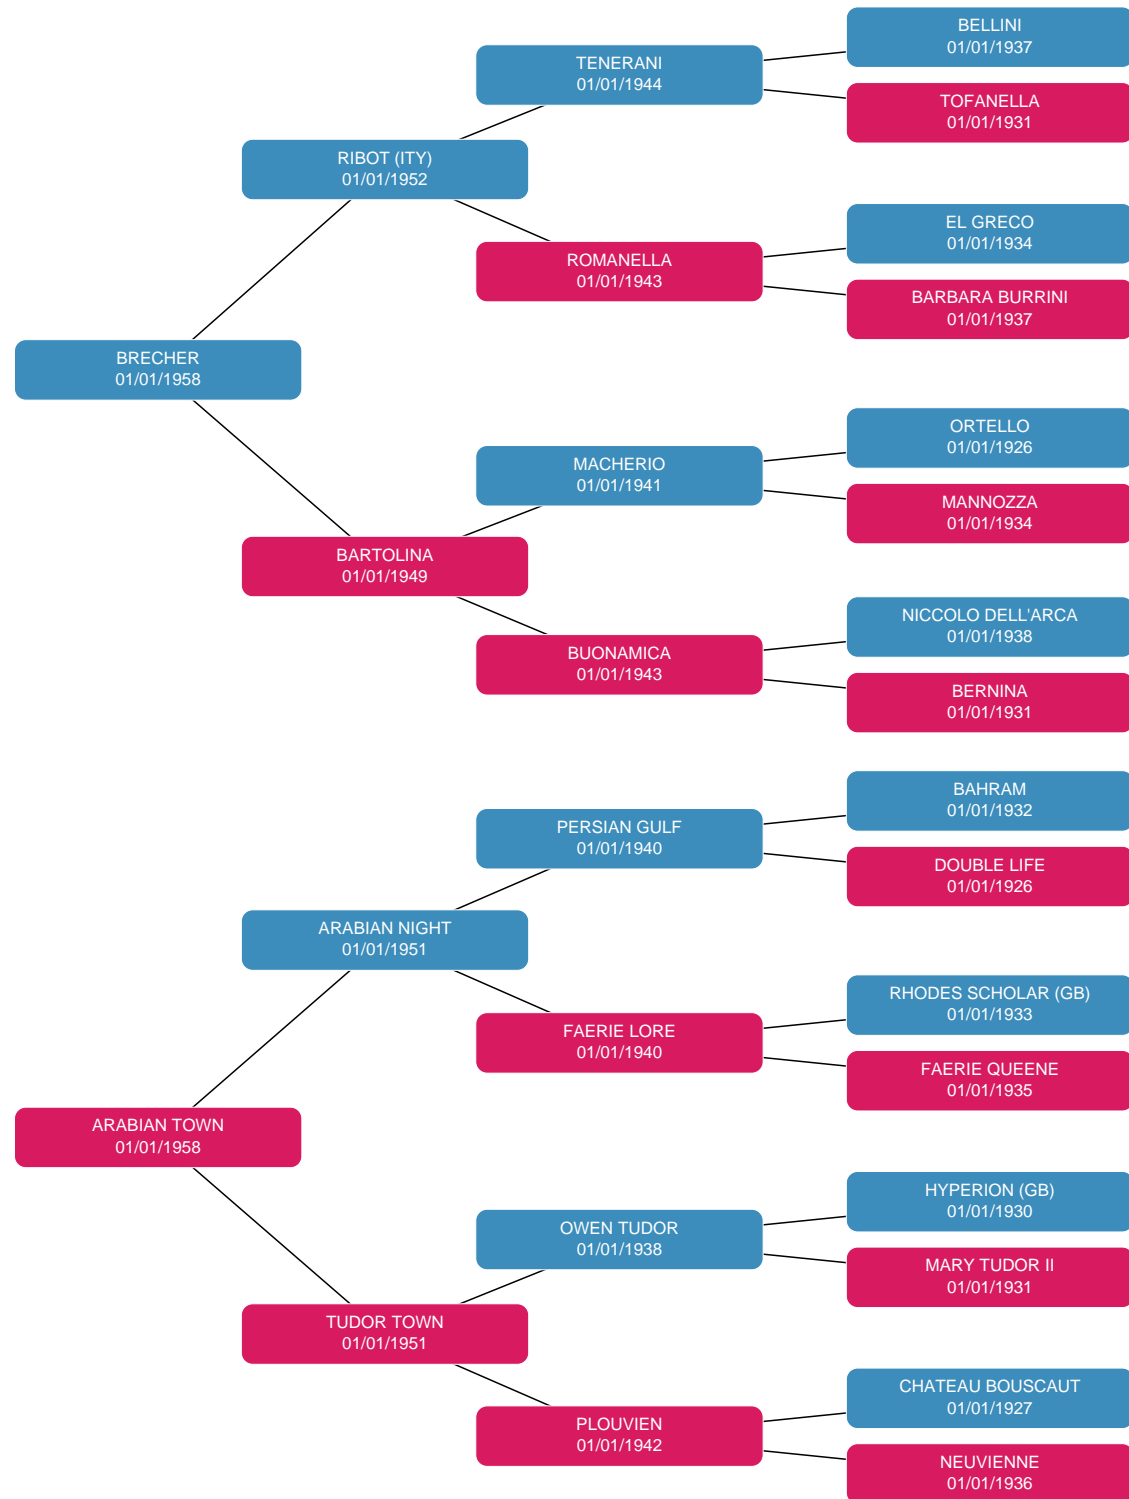 BELLINI
01/01/1937
TENERANI
01/01/1944
TOFANELLA
01/01/1931
RIBOT (ITY)
01/01/1952
EL GRECO
01/01/1934
ROMANELLA
01/01/1943
BARBARA BURRINI
01/01/1937
BRECHER
01/01/1958
ORTELLO
01/01/1926
MACHERIO
01/01/1941
MANNOZZA
01/01/1934
BARTOLINA
01/01/1949
NICCOLO DELL'ARCA
01/01/1938
BUONAMICA
01/01/1943
BERNINA
01/01/1931
BAHRAM
01/01/1932
PERSIAN GULF
01/01/1940
DOUBLE LIFE
01/01/1926
ARABIAN NIGHT
01/01/1951
RHODES SCHOLAR (GB)
01/01/1933
FAERIE LORE
01/01/1940
FAERIE QUEENE
01/01/1935
ARABIAN TOWN
01/01/1958
HYPERION (GB)
01/01/1930
OWEN TUDOR
01/01/1938
MARY TUDOR II
01/01/1931
TUDOR TOWN
01/01/1951
CHATEAU BOUSCAUT
01/01/1927
PLOUVIEN
01/01/1942
NEUVIENNE
01/01/1936